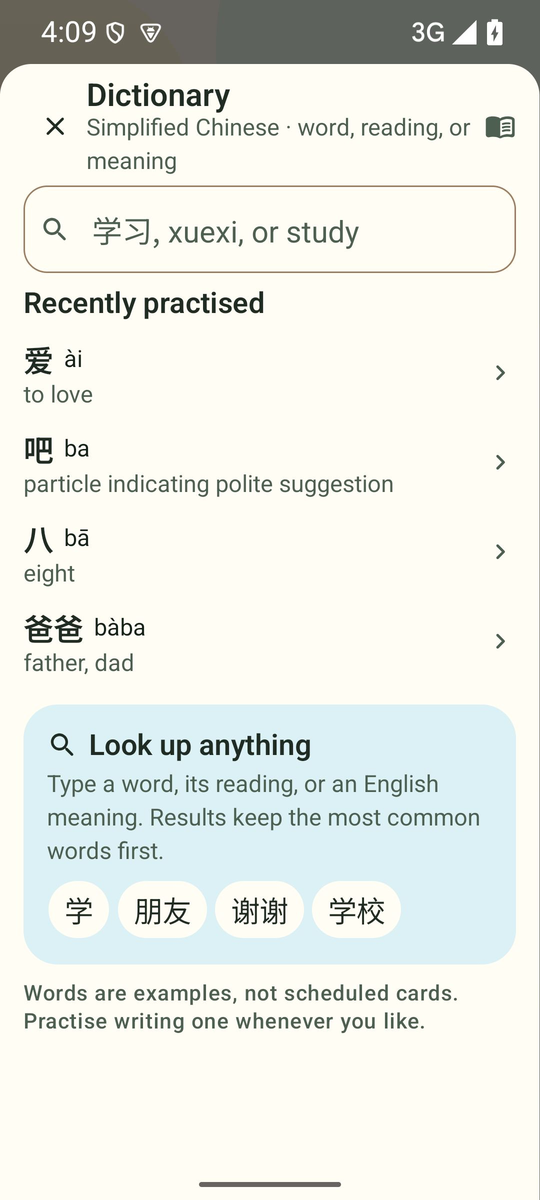 4:09
3G
Dictionary
Simplified Chinese · word, reading, or
meaning
学习, xuexi, or study
Recently practised
爱 ài
to love
吧 ba
particle indicating polite suggestion
八 bā
eight
爸爸 bàba
father, dad
Look up anything
Type a word, its reading, or an English
meaning. Results keep the most common
words first.
学 朋友 谢谢 学校
Words are examples, not scheduled cards.
Practise writing one whenever you like.